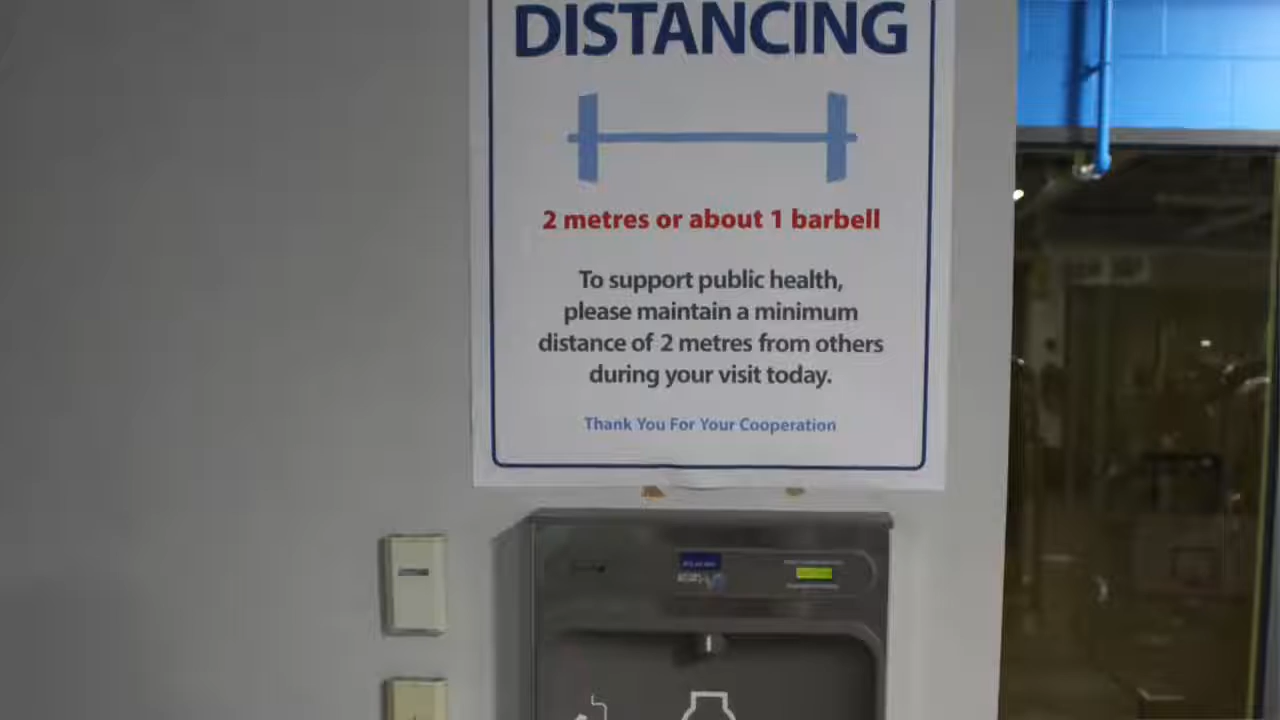 DISTANCING
2 metres or about 1 barbell
To support public health,
please maintain a minimum
distance of 2 metres from others
during your visit today.
Thank You For Your Cooperation